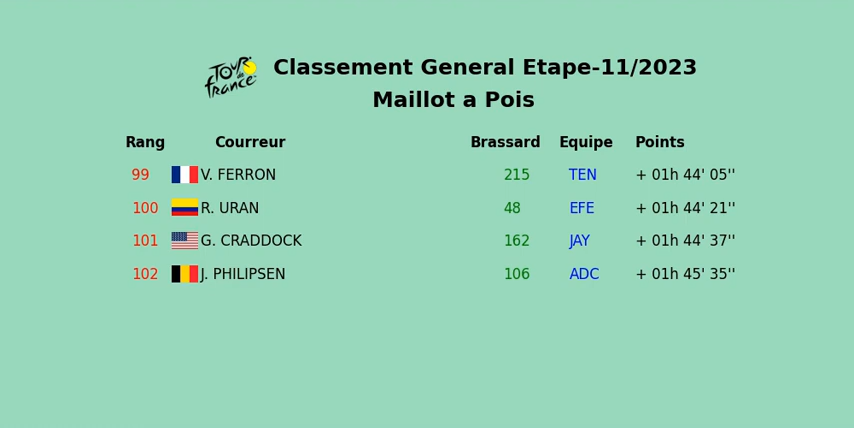 TOUR de france
Classement General Etape-11/2023
Maillot a Pois
Rang Courreur Brassard Equipe Points
99 V. FERRON 215 TEN + 01h 44' 05''
100 R. URAN 48 EFE + 01h 44' 21''
101 G. CRADDOCK 162 JAY + 01h 44' 37''
102 J. PHILIPSEN 106 ADC + 01h 45' 35''